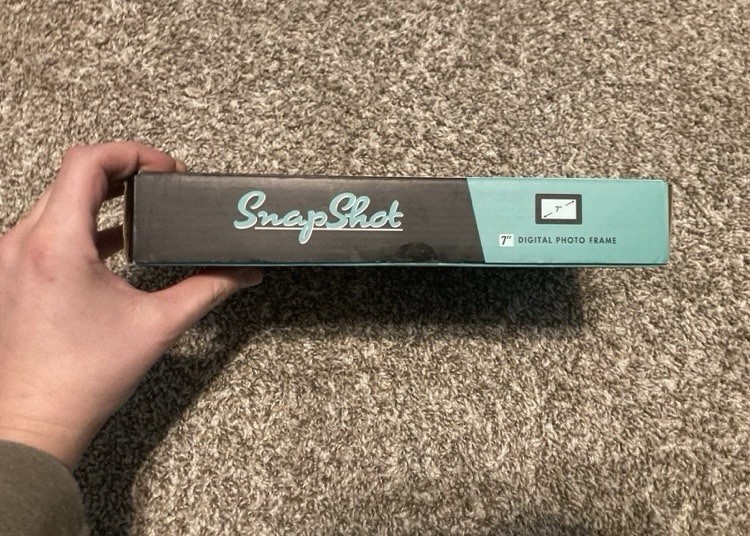 SnapShot
7"
7" DIGITAL PHOTO FRAME